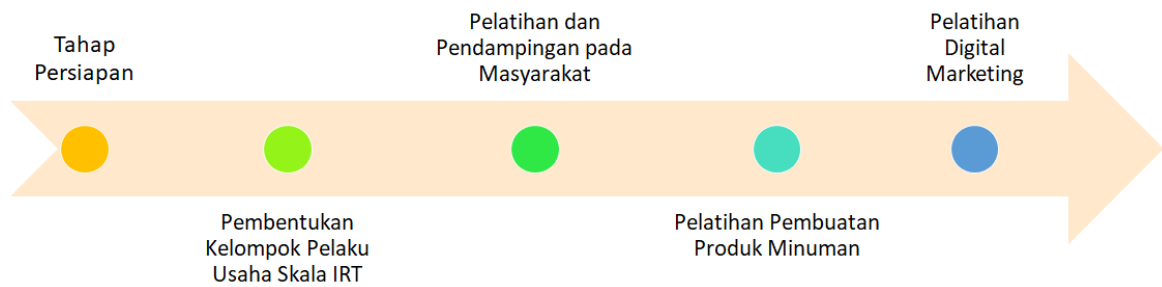 Tahap
Persiapan
Pembentukan
Kelompok Pelaku
Usaha Skala IRT
Pelatihan dan
Pendampingan pada
Masyarakat
Pelatihan Pembuatan
Produk Minuman
Pelatihan
Digital
Marketing